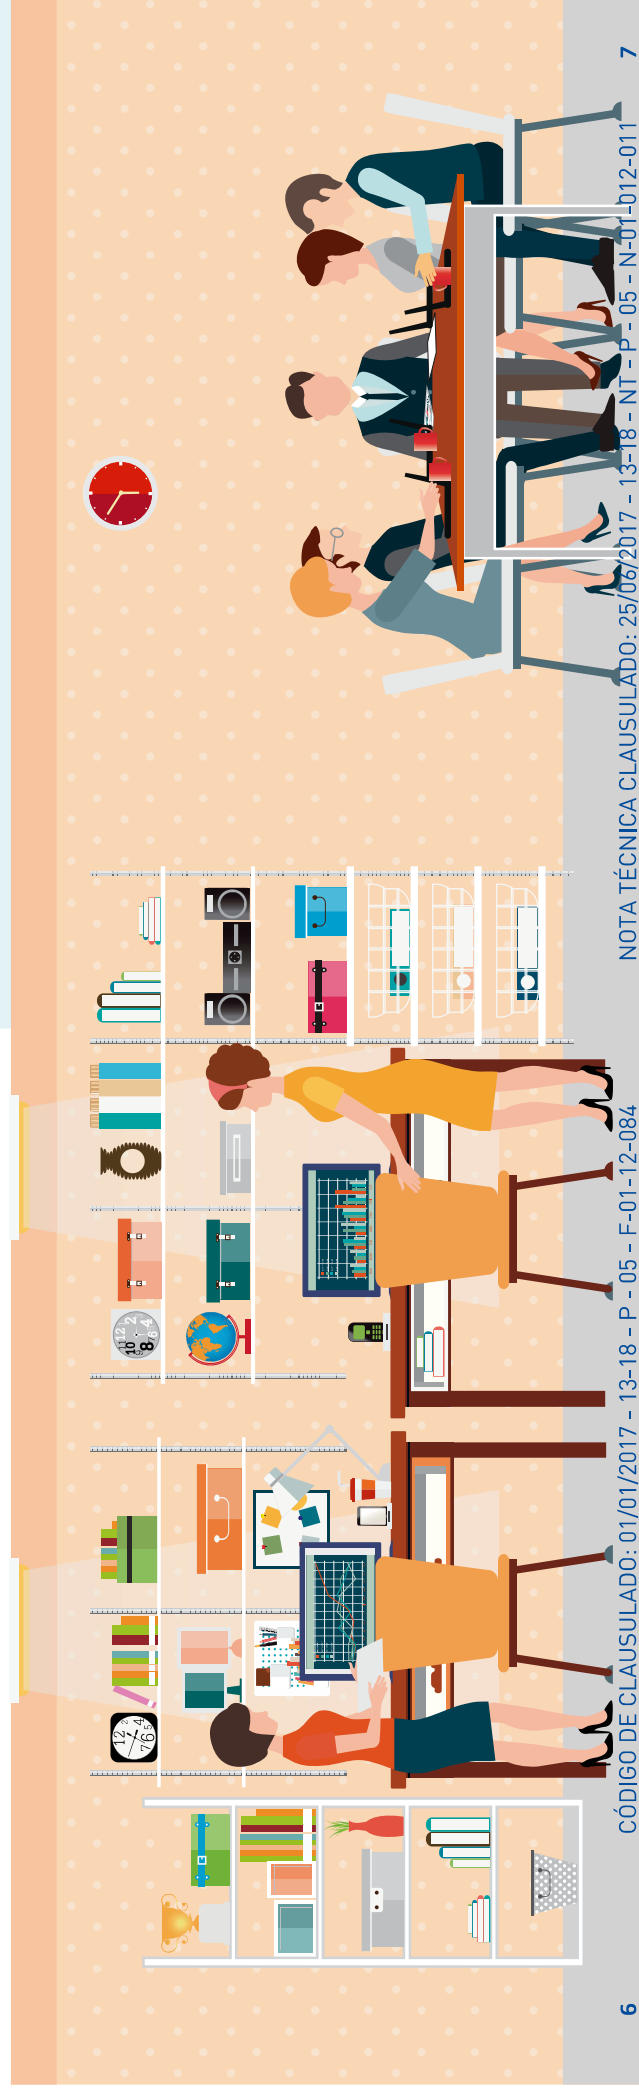 6
CÓDIGO DE CLAUSULADO: 01/01/2017 - 13-18 - P - 05 - F-01-12-084
NOTA TÉCNICA CLAUSULADO: 25/06/2017 - 13-18 - NT - P - 05 - N-01-012-011
7